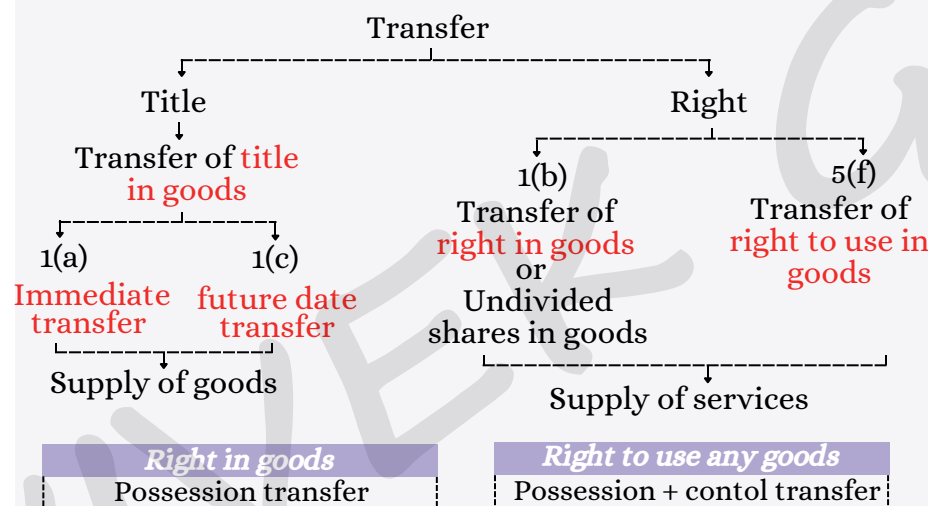 Transfer
Title
Right
Transfer of title
in goods
1(a)
Immediate
transfer
1(c)
future date
transfer
Supply of goods
1(b)
Transfer of
right in goods
or
Undivided
shares in goods
5(f)
Transfer of
right to use in
goods
Supply of services
Right in goods
Possession transfer
Right to use any goods
Possession + contol transfer